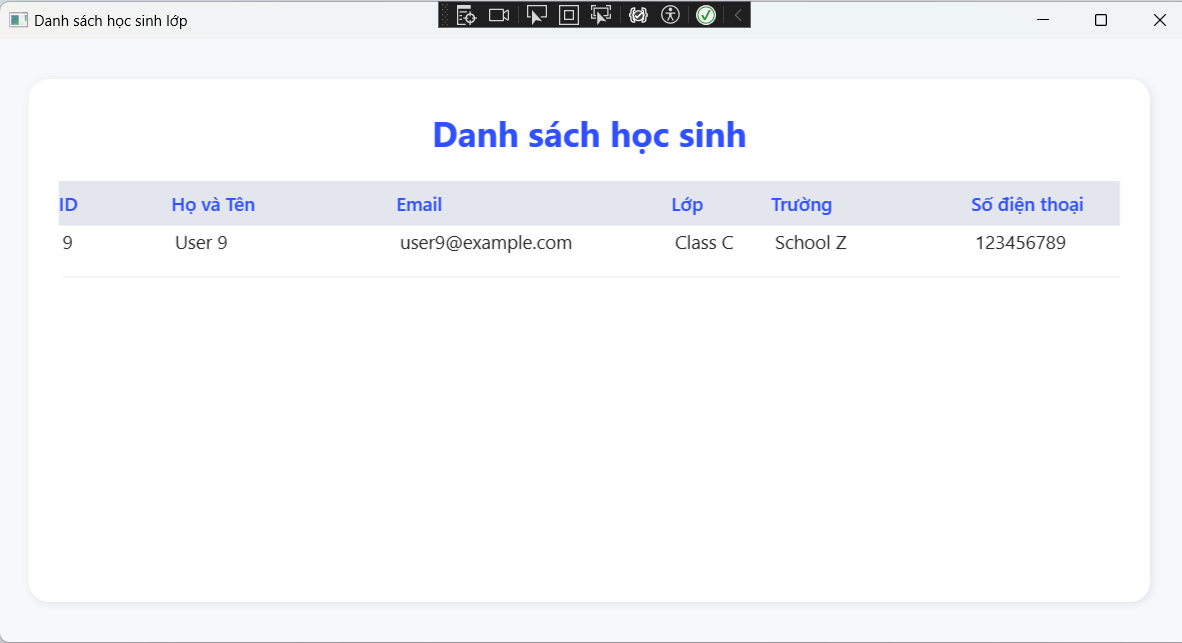 Danh sách học sinh lớp
Danh sách học sinh
ID Họ và Tên Email Lớp Trường Số điện thoại
9 User 9 user9@example.com Class C School Z 123456789